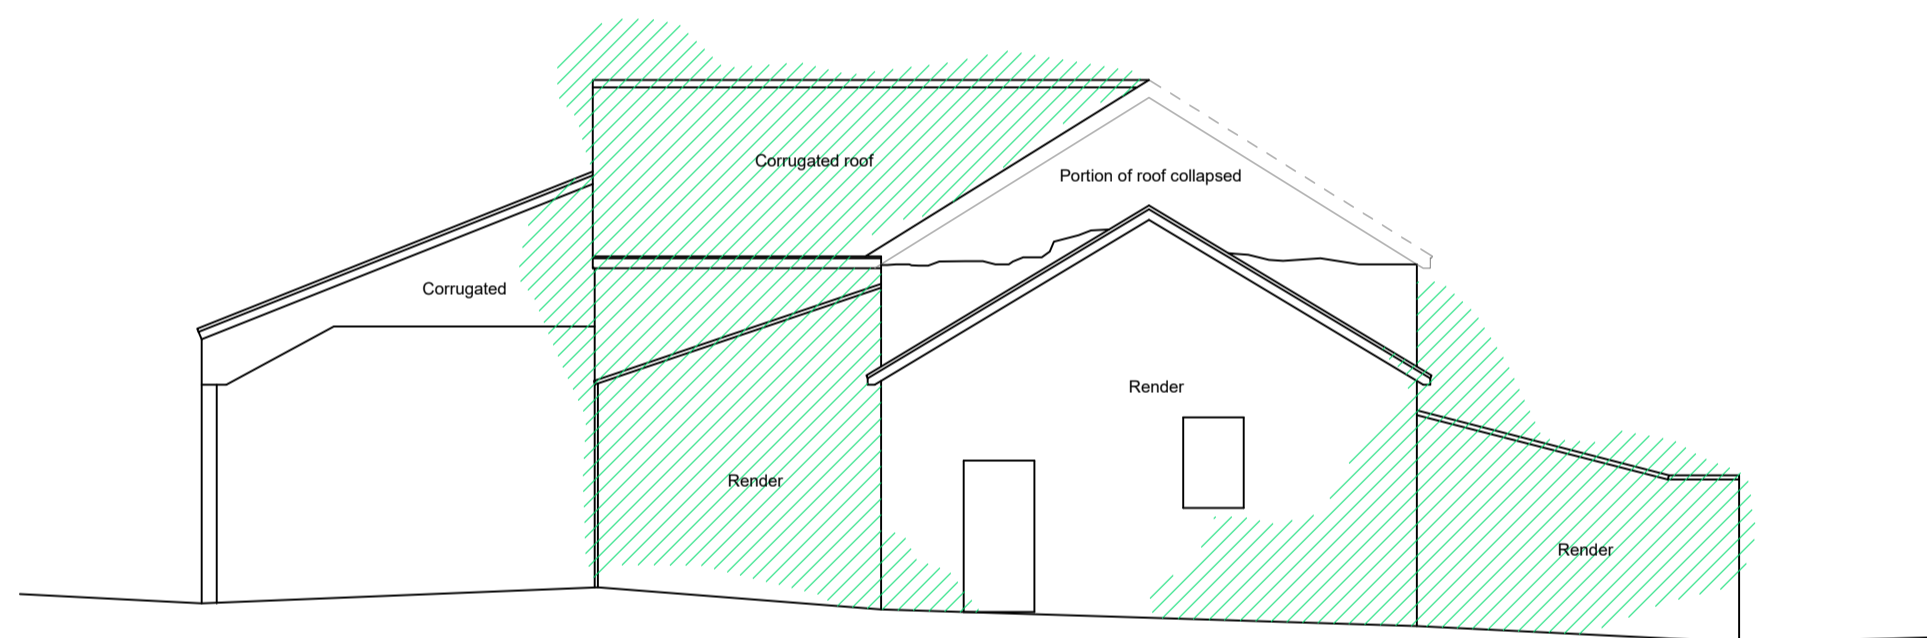 Corrugated roof
Portion of roof collapsed
Corrugated
Render
Render
Render